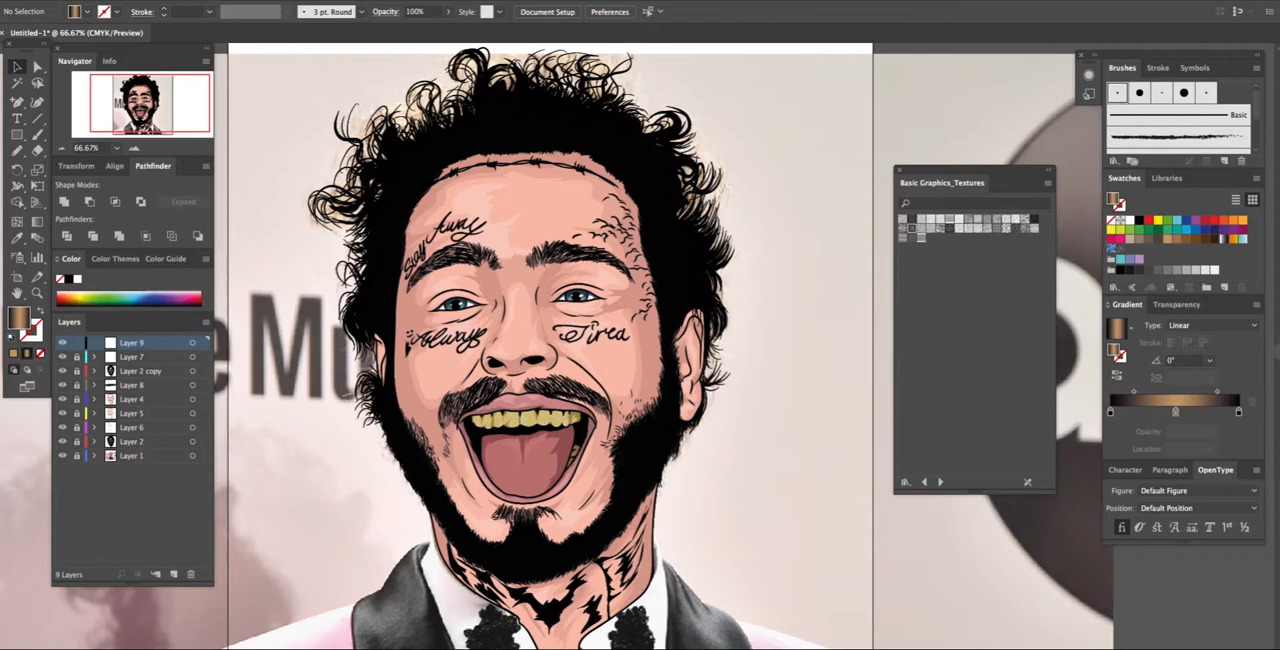 No Selection Stroke: 3 pt. Round Opacity: 100% Style: Document Setup Preferences
Untitled-1* @ 66.67% (CMYK/Preview)
Navigator Info
66.67%
Transform Align Pathfinder
Shape Modes:
Expand
Pathfinders:
Color Color Themes Color Guide
Layers
Layer 9
Layer 7
Layer 2 copy
Layer 8
Layer 4
Layer 5
Layer 6
Layer 2
Layer 1
9 Layers
Stay Away
Always Tired
e Mu
Basic Graphics_Textures
Brushes Stroke Symbols
Basic
Swatches Libraries
Gradient Transparency
Type: Linear
Stroke:
0°
Opacity:
Location:
Character Paragraph OpenType
Figure: Default Figure
Position: Default Position